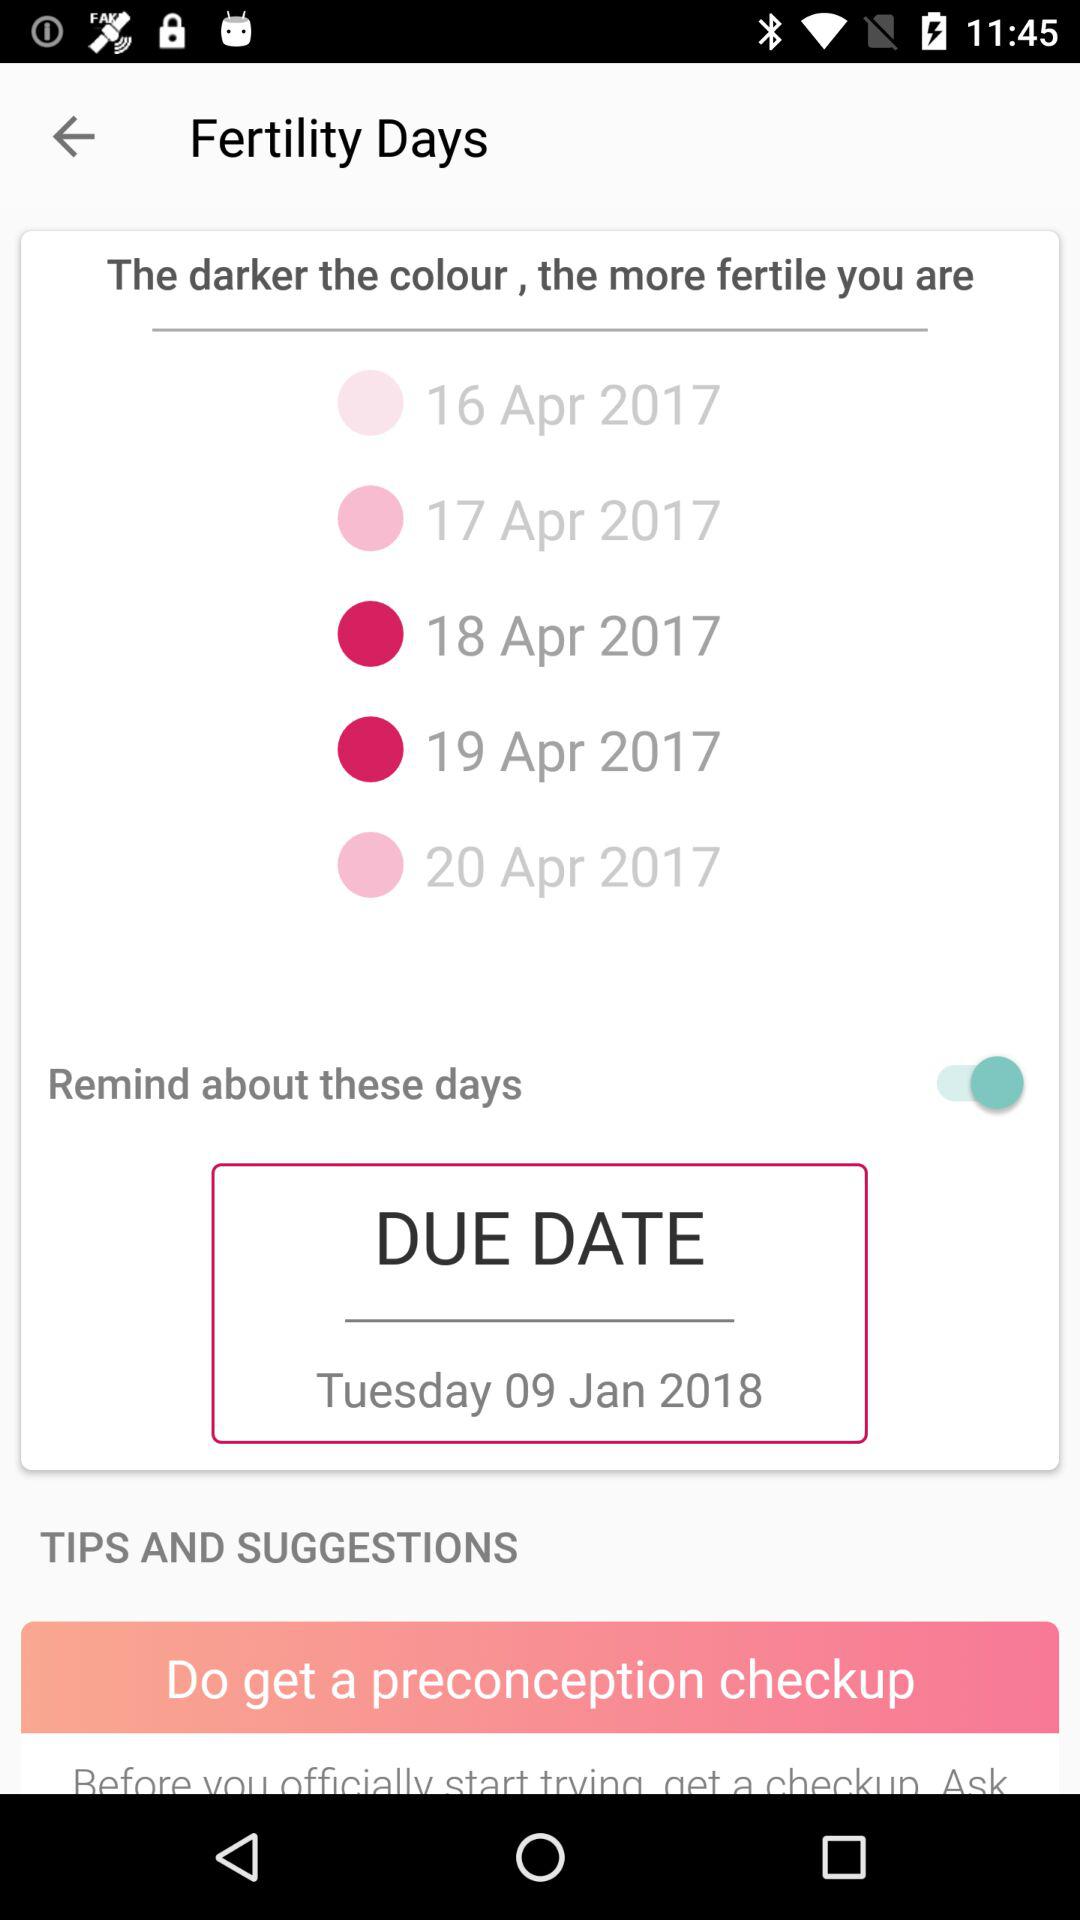 FAKE
11:45
Fertility Days
The darker the colour , the more fertile you are
16 Apr 2017
17 Apr 2017
18 Apr 2017
19 Apr 2017
20 Apr 2017
Remind about these days
DUE DATE
Tuesday 09 Jan 2018
TIPS AND SUGGESTIONS
Do get a preconception checkup
Before you officially start trying, get a checkup. Ask